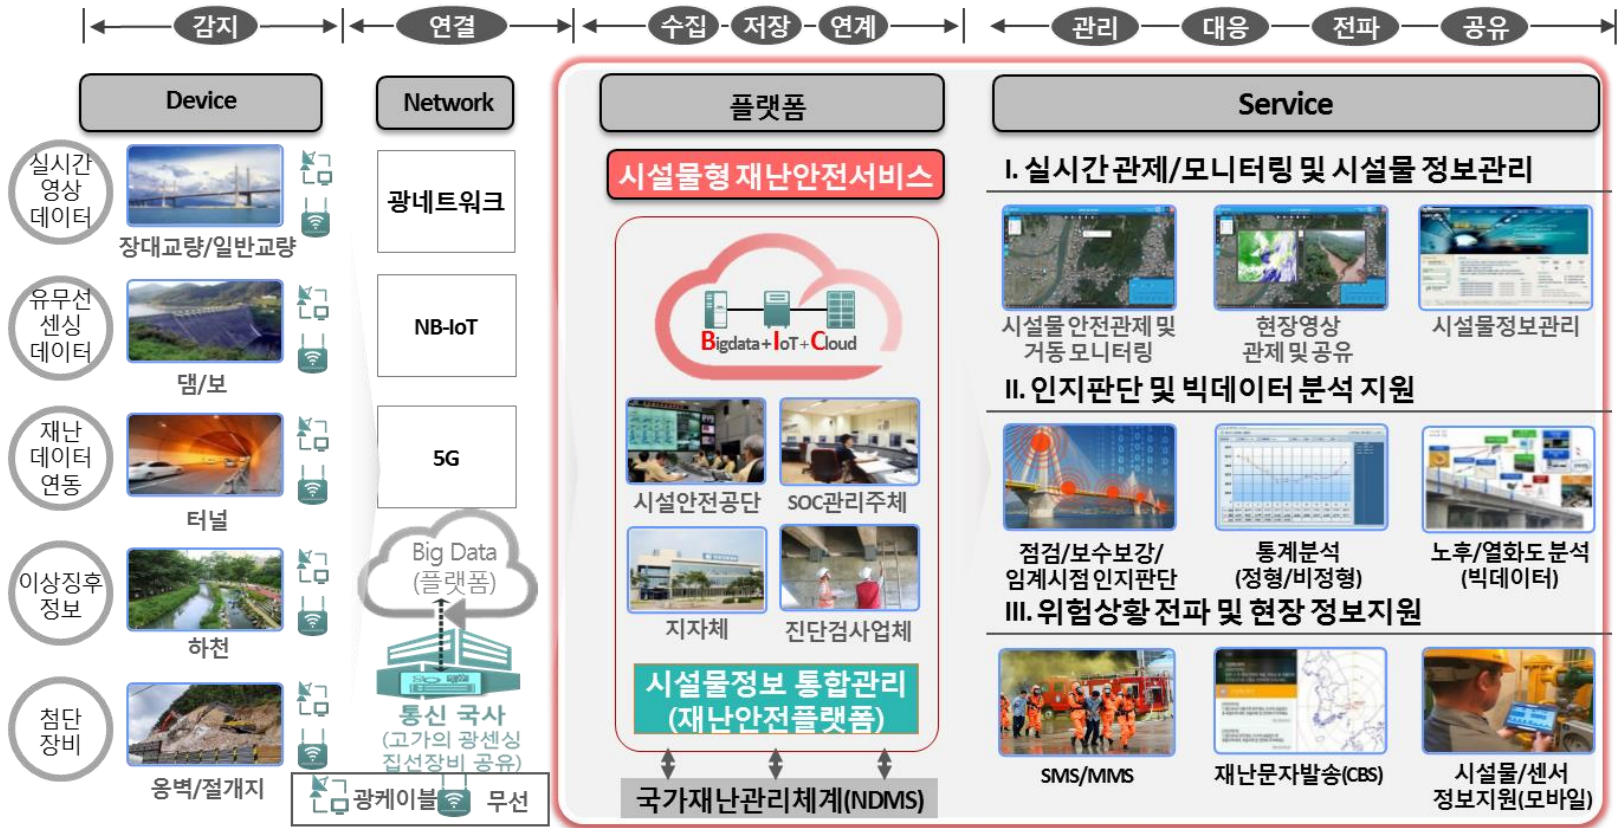 감지
연결
수집
저장
연계
관리
대응
전파
공유
Device
Network
플랫폼
Service
실시간
영상
데이터
장대교량/일반교량
유무선
센싱
데이터
댐/보
재난
데이터
연동
터널
이상징후
정보
하천
첨단
장비
옹벽/절개지
광네트워크
NB-IoT
5G
Big Data
(플랫폼)
통신 국사
(고가의 광센싱
집선장비 공유)
광케이블
무선
시설물형 재난안전서비스
Bigdata+IoT+Cloud
시설안전공단
SOC관리주체
지자체
진단검사업체
시설물정보 통합관리
(재난안전플랫폼)
국가재난관리체계(NDMS)
I. 실시간 관제/모니터링 및 시설물 정보관리
시설물 안전관제 및
거동 모니터링
현장영상
관제 및 공유
시설물정보관리
II. 인지판단 및 빅데이터 분석 지원
점검/보수보강/
임계시점 인지판단
통계분석
(정형/비정형)
노후/열화도 분석
(빅데이터)
III. 위험상황 전파 및 현장 정보지원
SMS/MMS
재난문자발송(CBS)
시설물/센서
정보지원(모바일)